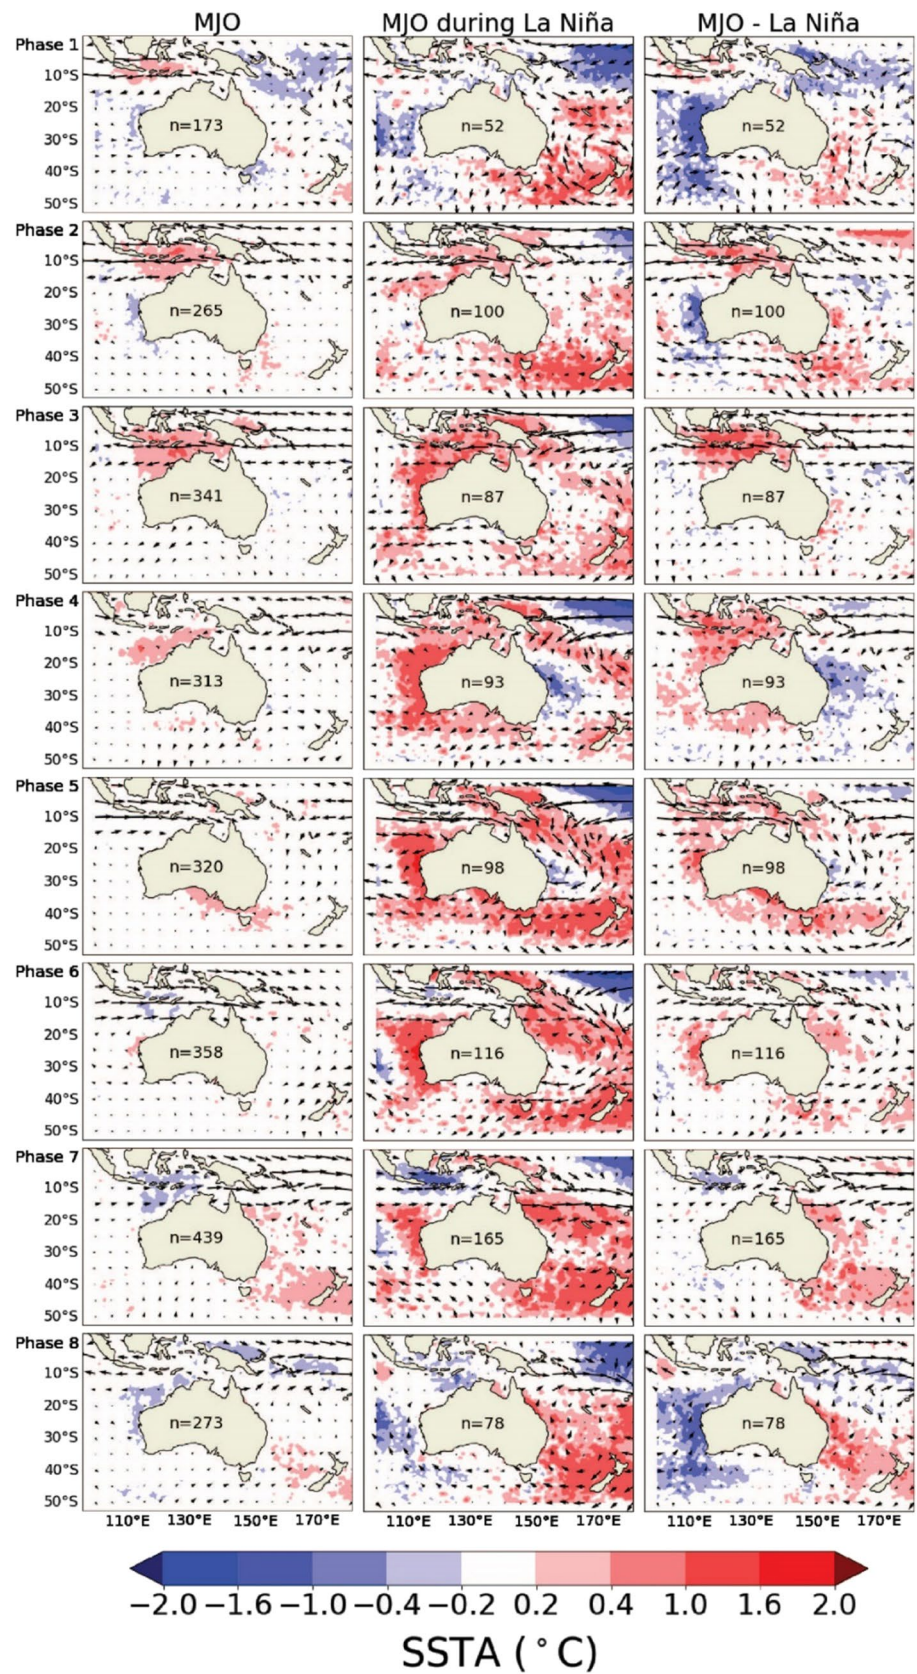 MJO MJO during La Niña MJO - La Niña
Phase 1
10°S
20°S
30°S
40°S
50°S
n=173 n=52 n=52
Phase 2
10°S
20°S
30°S
40°S
50°S
n=265 n=100 n=100
Phase 3
10°S
20°S
30°S
40°S
50°S
n=341 n=87 n=87
Phase 4
10°S
20°S
30°S
40°S
50°S
n=313 n=93 n=93
Phase 5
10°S
20°S
30°S
40°S
50°S
n=320 n=98 n=98
Phase 6
10°S
20°S
30°S
40°S
50°S
n=358 n=116 n=116
Phase 7
10°S
20°S
30°S
40°S
50°S
n=439 n=165 n=165
Phase 8
10°S
20°S
30°S
40°S
50°S
n=273 n=78 n=78
110°E 130°E 150°E 170°E 110°E 130°E 150°E 170°E 110°E 130°E 150°E 170°E
−2.0 −1.6 −1.0 −0.4 −0.2 0.2 0.4 1.0 1.6 2.0
SSTA (°C)